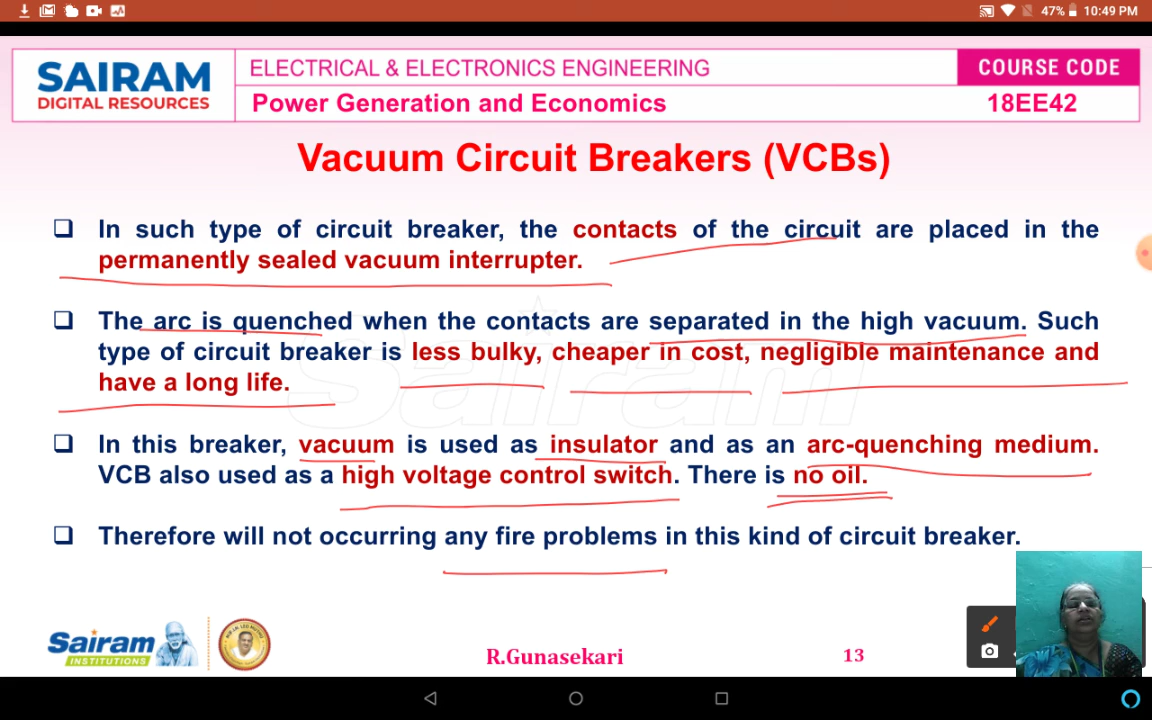 47% 10:49 PM
SAIRAM
DIGITAL RESOURCES
ELECTRICAL & ELECTRONICS ENGINEERING
Power Generation and Economics
COURSE CODE
18EE42
Vacuum Circuit Breakers (VCBs)
In such type of circuit breaker, the contacts of the circuit are placed in the
permanently sealed vacuum interrupter.
The arc is quenched when the contacts are separated in the high vacuum. Such
type of circuit breaker is less bulky, cheaper in cost, negligible maintenance and
have a long life.
Sairam
In this breaker, vacuum is used as insulator and as an arc-quenching medium.
VCB also used as a high voltage control switch. There is no oil.
Therefore will not occurring any fire problems in this kind of circuit breaker.
Sairam
INSTITUTIONS
R.Gunasekari
13